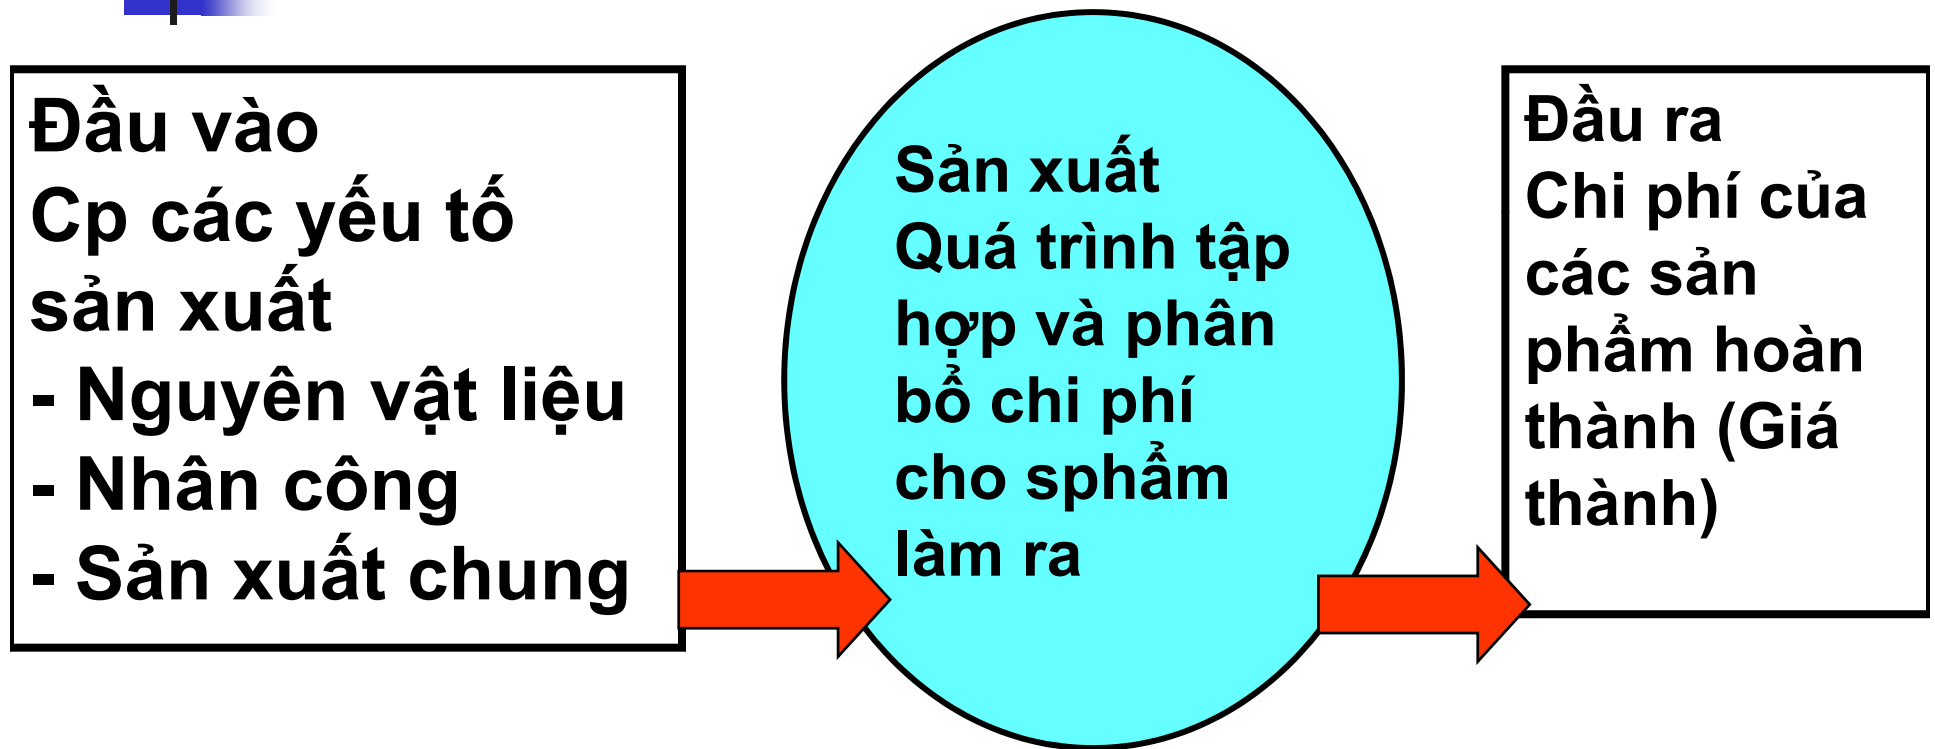 Đầu vào
Cp các yếu tố
sản xuất
- Nguyên vật liệu
- Nhân công
- Sản xuất chung
Sản xuất
Quá trình tập
hợp và phân
bổ chi phí
cho sphẩm
làm ra
Đầu ra
Chi phí của
các sản
phẩm hoàn
thành (Giá
thành)